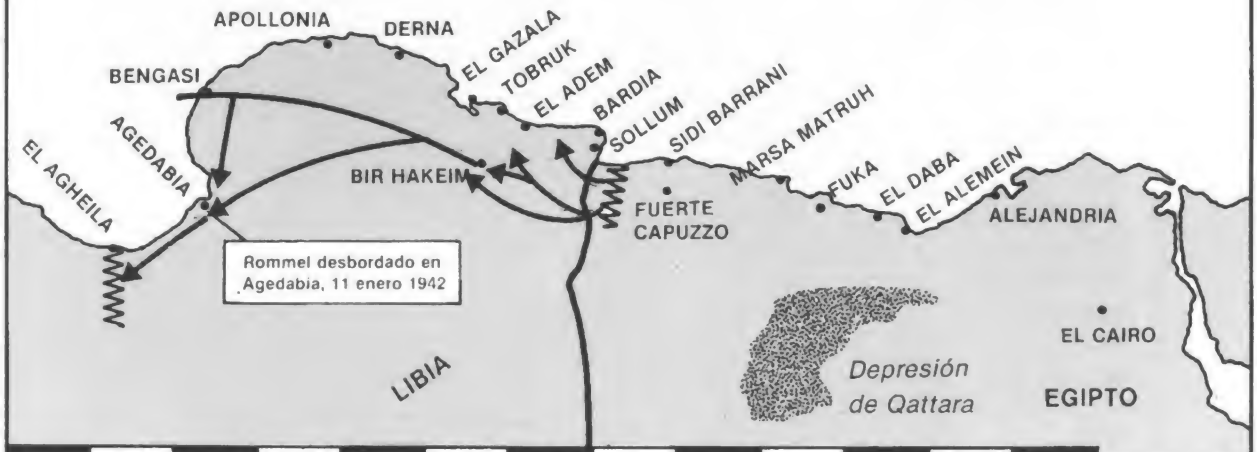 APOLLONIA
DERNA
BENGASI
EL GAZALA
TOBRUK
EL ADEM
BARDIA
SOLLUM
SIDI BARRANI
MARSA MATRUH
FUKA
EL DABA
EL ALEMEIN
ALEJANDRIA
AGEDABIA
EL AGHEILA
BIR HAKEIM
FUERTE
CAPUZZO
Rommel desbordado en
Agedabia, 11 enero 1942
EL CAIRO
LIBIA
Depresión
de Qattara
EGIPTO